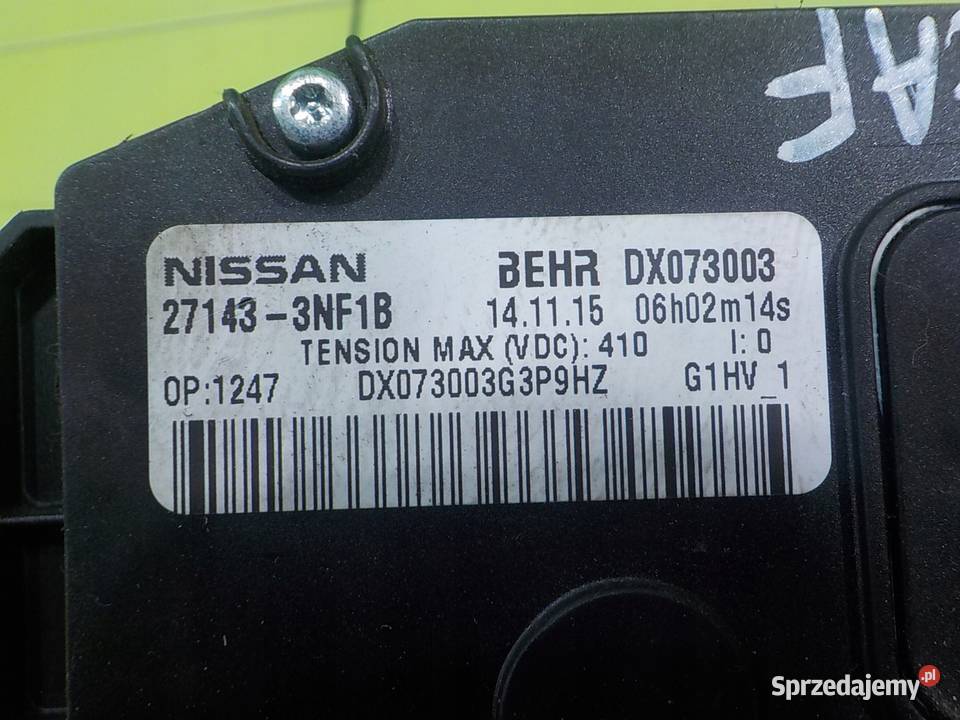 EAF
NISSAN BEHR DX073003
27143-3NF1B 14.11.15 06h02m14s
TENSION MAX (VDC): 410 I: 0
OP:1247 DX073003G3P9HZ G1HV_1
Sprzedajemy.pl